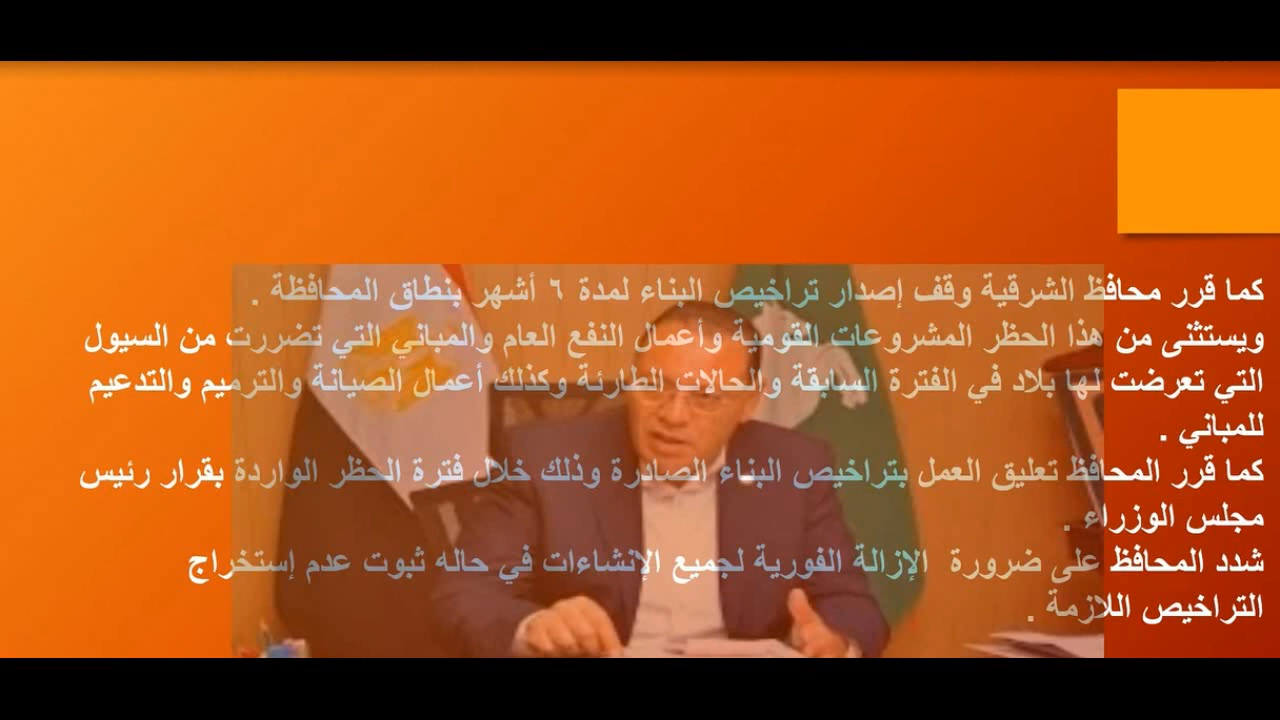 كما قرر محافظ الشرقية وقف إصدار تراخيص البناء لمدة ٦ أشهر بنطاق المحافظة .
ويستثنى من هذا الحظر المشروعات القومية وأعمال النفع العام والمباني التي تضررت من السيول
التي تعرضت لها بلاد في الفترة السابقة والحالات الطارئة وكذلك أعمال الصيانة والترميم والتدعيم
للمباني .
كما قرر المحافظ تعليق العمل بتراخيص البناء الصادرة وذلك خلال فترة الحظر الواردة بقرار رئيس
مجلس الوزراء .
شدد المحافظ على ضرورة الإزالة الفورية لجميع الإنشاءات في حاله ثبوت عدم إستخراج
التراخيص اللازمة .